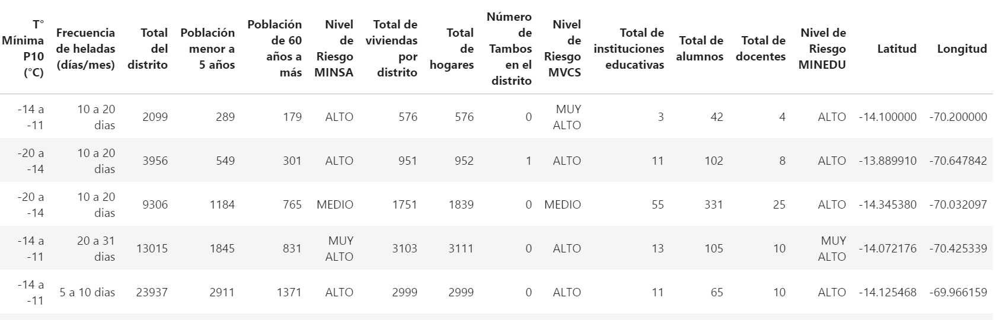 T° Mínima P10 (°C) Frecuencia de heladas (días/mes) Total del distrito Población menor a 5 años Población de 60 años a más Nivel de Riesgo MINSA Total de viviendas por distrito Total de hogares Número de Tambos en el distrito Nivel de Riesgo MVCS Total de instituciones educativas Total de alumnos Total de docentes Nivel de Riesgo MINEDU Latitud Longitud
-14 a -11 10 a 20 dias 2099 289 179 ALTO 576 576 0 MUY ALTO 3 42 4 ALTO -14.100000 -70.200000
-20 a -14 10 a 20 dias 3956 549 301 ALTO 951 952 1 ALTO 11 102 8 ALTO -13.889910 -70.647842
-20 a -14 10 a 20 dias 9306 1184 765 MEDIO 1751 1839 0 MEDIO 55 331 25 ALTO -14.345380 -70.032097
-14 a -11 20 a 31 dias 13015 1845 831 MUY ALTO 3103 3111 0 ALTO 13 105 10 MUY ALTO -14.072176 -70.425339
-14 a -11 5 a 10 dias 23937 2911 1371 ALTO 2999 2999 0 ALTO 11 65 10 ALTO -14.125468 -69.966159